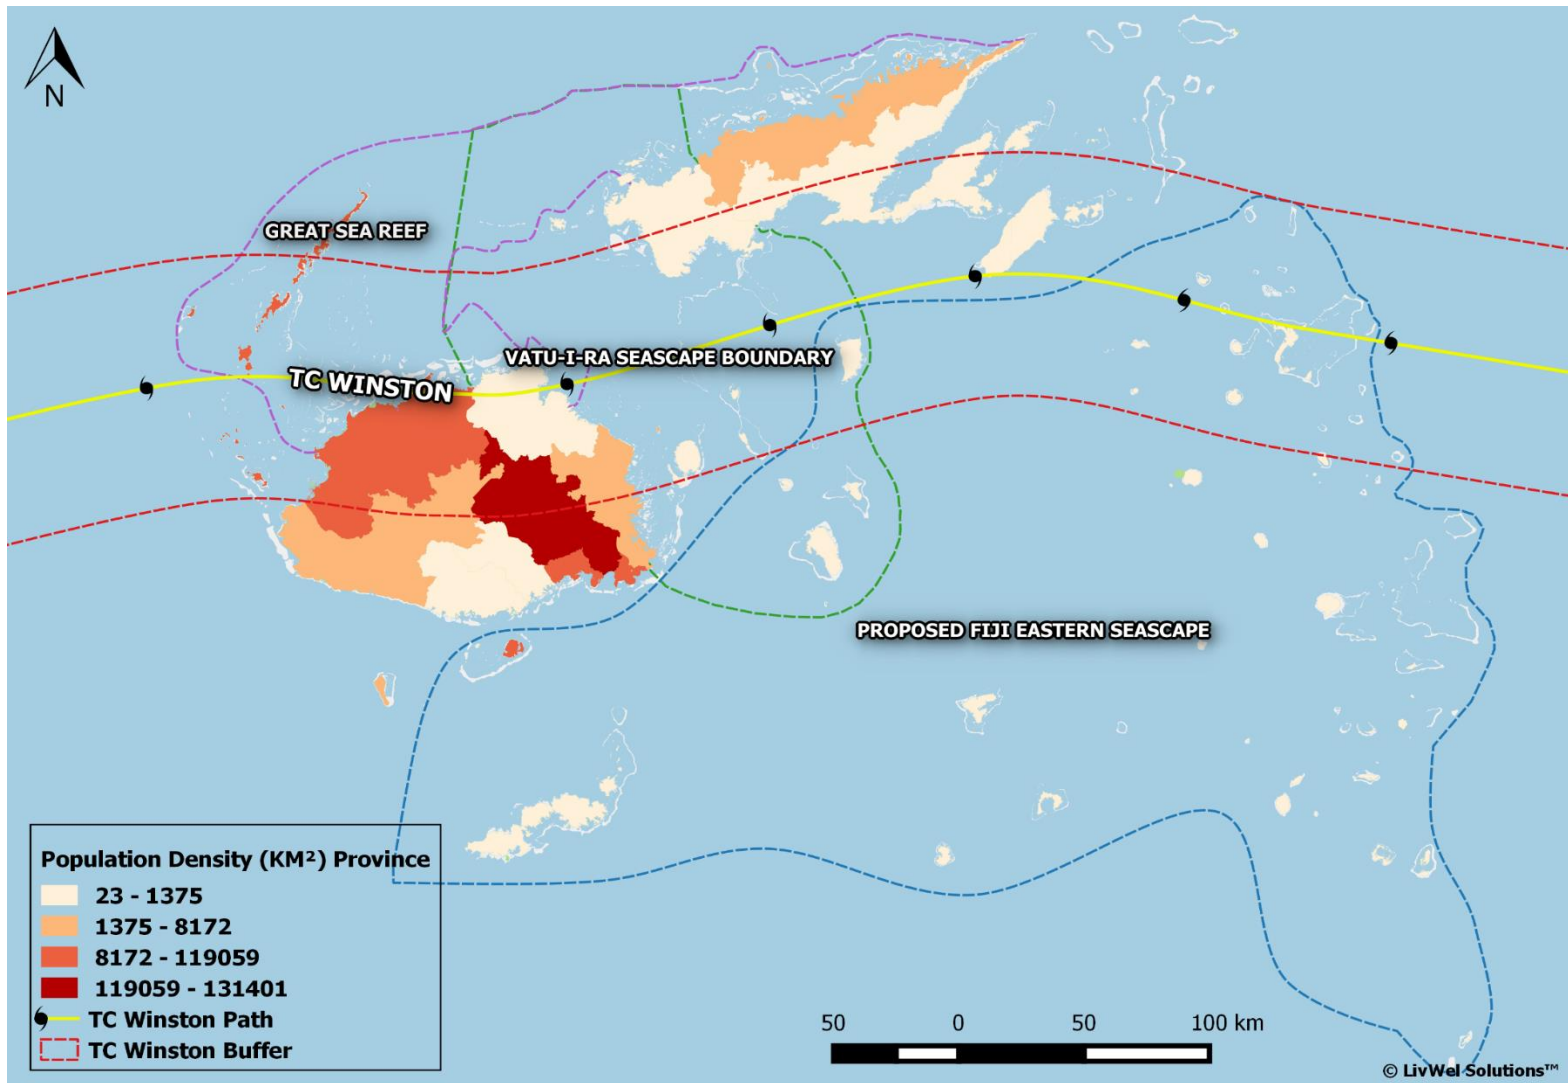 N
GREAT SEA REEF
VATU-I-RA SEASCAPE BOUNDARY
TC WINSTON
PROPOSED FIJI EASTERN SEASCAPE
Population Density (KM²) Province
23 - 1375
1375 - 8172
8172 - 119059
119059 - 131401
TC Winston Path
TC Winston Buffer
50 0 50 100 km
© LivWel Solutions™